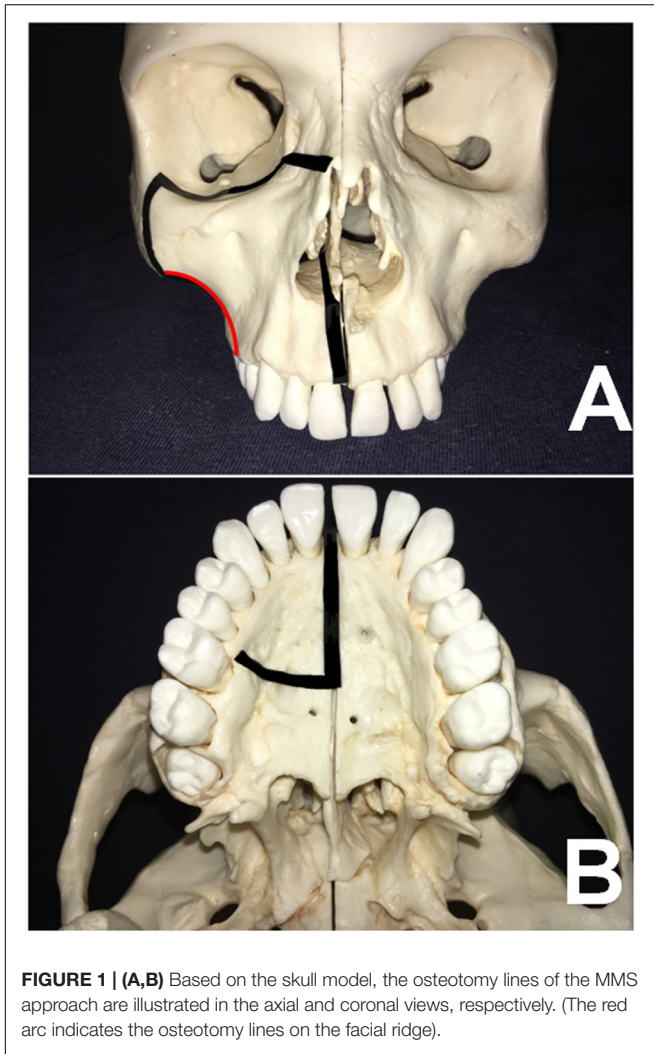 A
B
FIGURE 1 | (A,B) Based on the skull model, the osteotomy lines of the MMS
approach are illustrated in the axial and coronal views, respectively. (The red
arc indicates the osteotomy lines on the facial ridge).